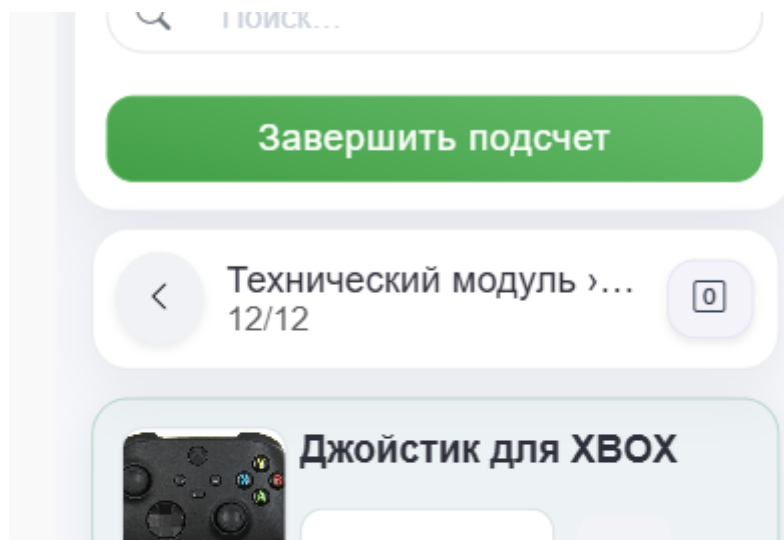 Поиск...
Завершить подсчет
Технический модуль ›...
12/12
0
Джойстик для XBOX
Y
X
B
A